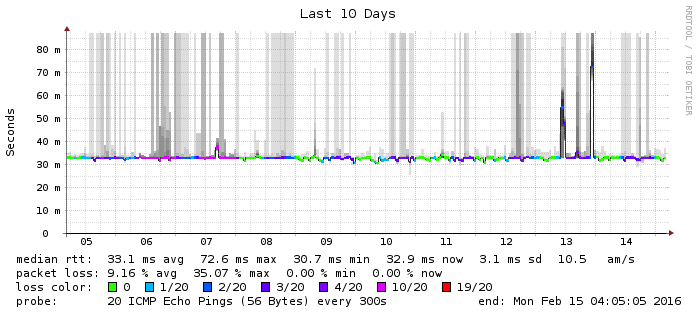 Last 10 Days
RRDTOOL / TOBI OETIKER
Seconds
80 m
70 m
60 m
50 m
40 m
30 m
20 m
10 m
0
05 06 07 08 09 10 11 12 13 14
median rtt: 33.1 ms avg 72.6 ms max 30.7 ms min 32.9 ms now 3.1 ms sd 10.5 am/s
packet loss: 9.16 % avg 35.07 % max 0.00 % min 0.00 % now
loss color: 0 1/20 2/20 3/20 4/20 10/20 19/20
probe: 20 ICMP Echo Pings (56 Bytes) every 300s end: Mon Feb 15 04:05:05 2016